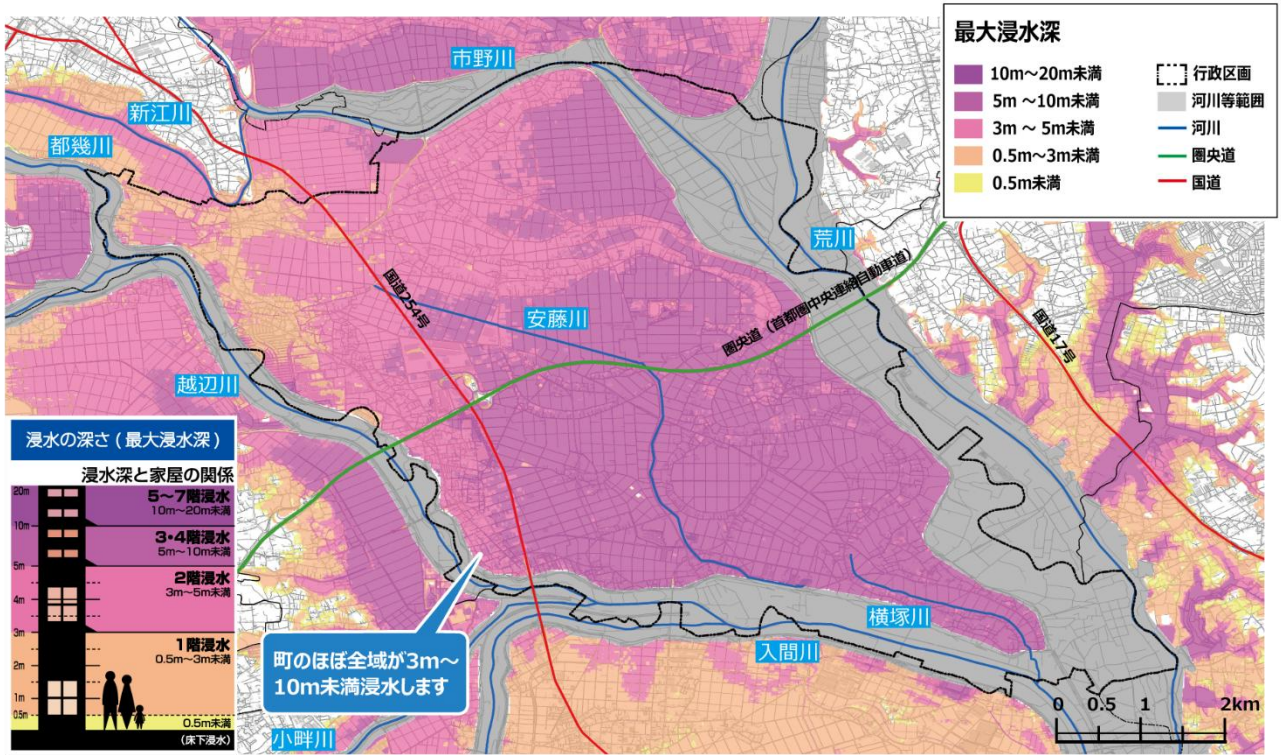 最大浸水深
10m～20m未満
5m ～10m未満
3m ～ 5m未満
0.5m～3m未満
0.5m未満
行政区画
河川等範囲
河川
圏央道
国道
市野川
新江川
都幾川
荒川
国道254号
安藤川
圏央道（首都圏中央連絡自動車道）
国道17号
越辺川
浸水の深さ（最大浸水深）
浸水深と家屋の関係
20m
5～7階浸水
10m～20m未満
10m
3・4階浸水
5m～10m未満
5m
2階浸水
3m～5m未満
4m
3m
1階浸水
0.5m～3m未満
2m
1m
0.5m
0.5m未満
（床下浸水）
町のほぼ全域が3m～
10m未満浸水します
横塚川
入間川
小畔川
0 0.5 1 2km